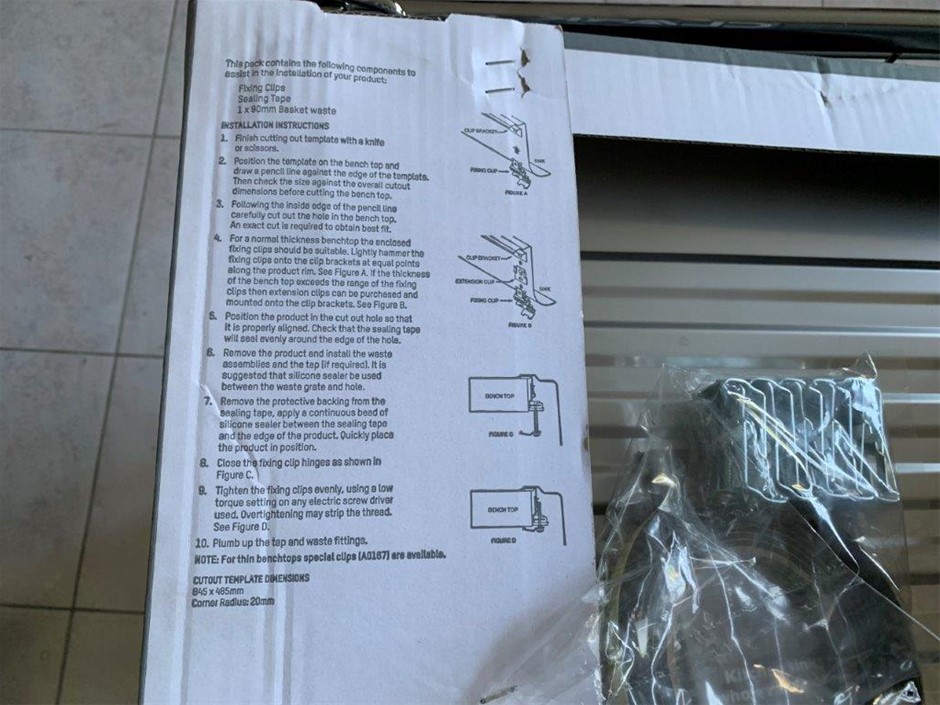 This pack contains the following components to
assist in the installation of your product:
Fixing Clips
Sealing Tape
1 x 90mm Basket waste
INSTALLATION INSTRUCTIONS
1. Finish cutting out template with a knife
or scissors.
2. Position the template on the bench top and
draw a pencil line against the edge of the template.
Then check the size against the overall cutout
dimensions before cutting the bench top.
3. Following the inside edge of the pencil line
carefully cut out the hole in the bench top.
An exact cut is required to obtain best fit.
4. For a normal thickness benchtop the enclosed
fixing clips should be suitable. Lightly hammer the
fixing clips onto the clip brackets at equal points
along the product rim. See Figure A. If the thickness
of the bench top exceeds the range of the fixing
clips then extension clips can be purchased and
mounted onto the clip brackets. See Figure B.
5. Position the product in the cut out hole so that
it is properly aligned. Check that the sealing tape
will seal evenly around the edge of the hole.
6. Remove the product and install the waste
assemblies and the tap (if required). It is
suggested that silicone sealer be used
between the waste grate and hole.
7. Remove the protective backing from the
sealing tape, apply a continuous bead of
silicone sealer between the sealing tape
and the edge of the product. Quickly place
the product in position.
8. Close the fixing clip hinges as shown in
Figure C.
9. Tighten the fixing clips evenly, using a low
torque setting on any electric screw driver
used. Overtightening may strip the thread.
See Figure D.
10. Plumb up the tap and waste fittings.
NOTE: For thin benchtops special clips (A0187) are available.
CUTOUT TEMPLATE DIMENSIONS
845 x 485mm
Corner Radius: 20mm
CLIP BRACKET
SINK
FIXING CLIP
FIGURE A
CLIP BRACKET
EXTENSION CLIP
SINK
FIXING CLIP
FIGURE B
BENCH TOP
FIGURE C
BENCH TOP
FIGURE D